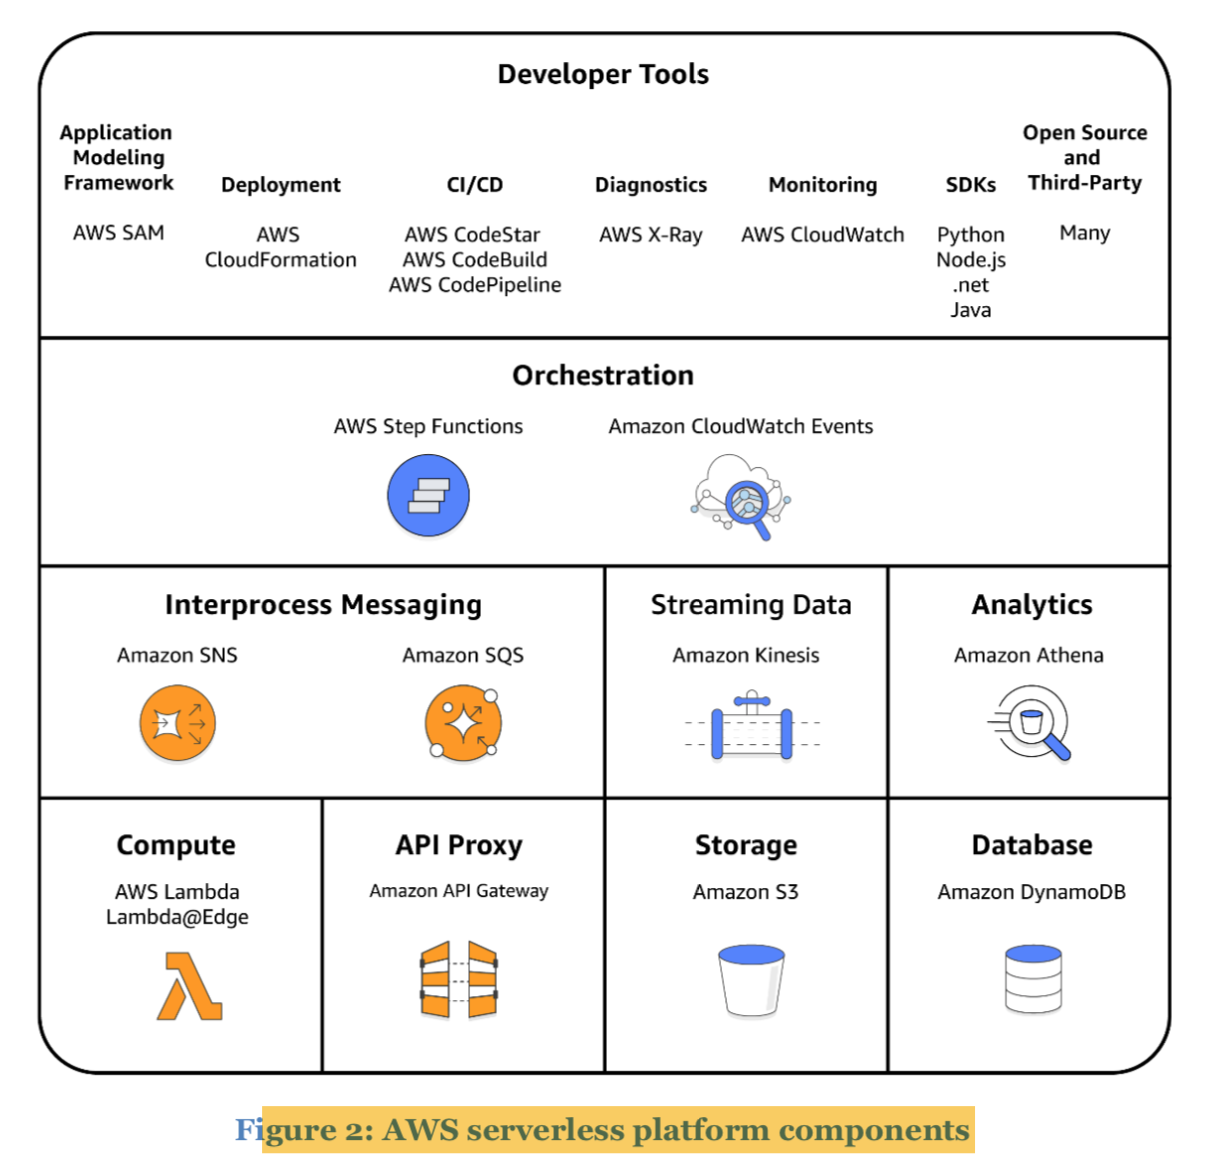 Developer Tools
Application
Modeling
Framework
AWS SAM
Deployment
AWS
CloudFormation
CI/CD
AWS CodeStar
AWS CodeBuild
AWS CodePipeline
Diagnostics
AWS X-Ray
Monitoring
AWS CloudWatch
SDKs
Python
Node.js
.net
Java
Open Source
and
Third-Party
Many
Orchestration
AWS Step Functions
Amazon CloudWatch Events
Interprocess Messaging
Amazon SNS
Amazon SQS
Streaming Data
Amazon Kinesis
Analytics
Amazon Athena
Compute
AWS Lambda
Lambda@Edge
API Proxy
Amazon API Gateway
Storage
Amazon S3
Database
Amazon DynamoDB
Figure 2: AWS serverless platform components